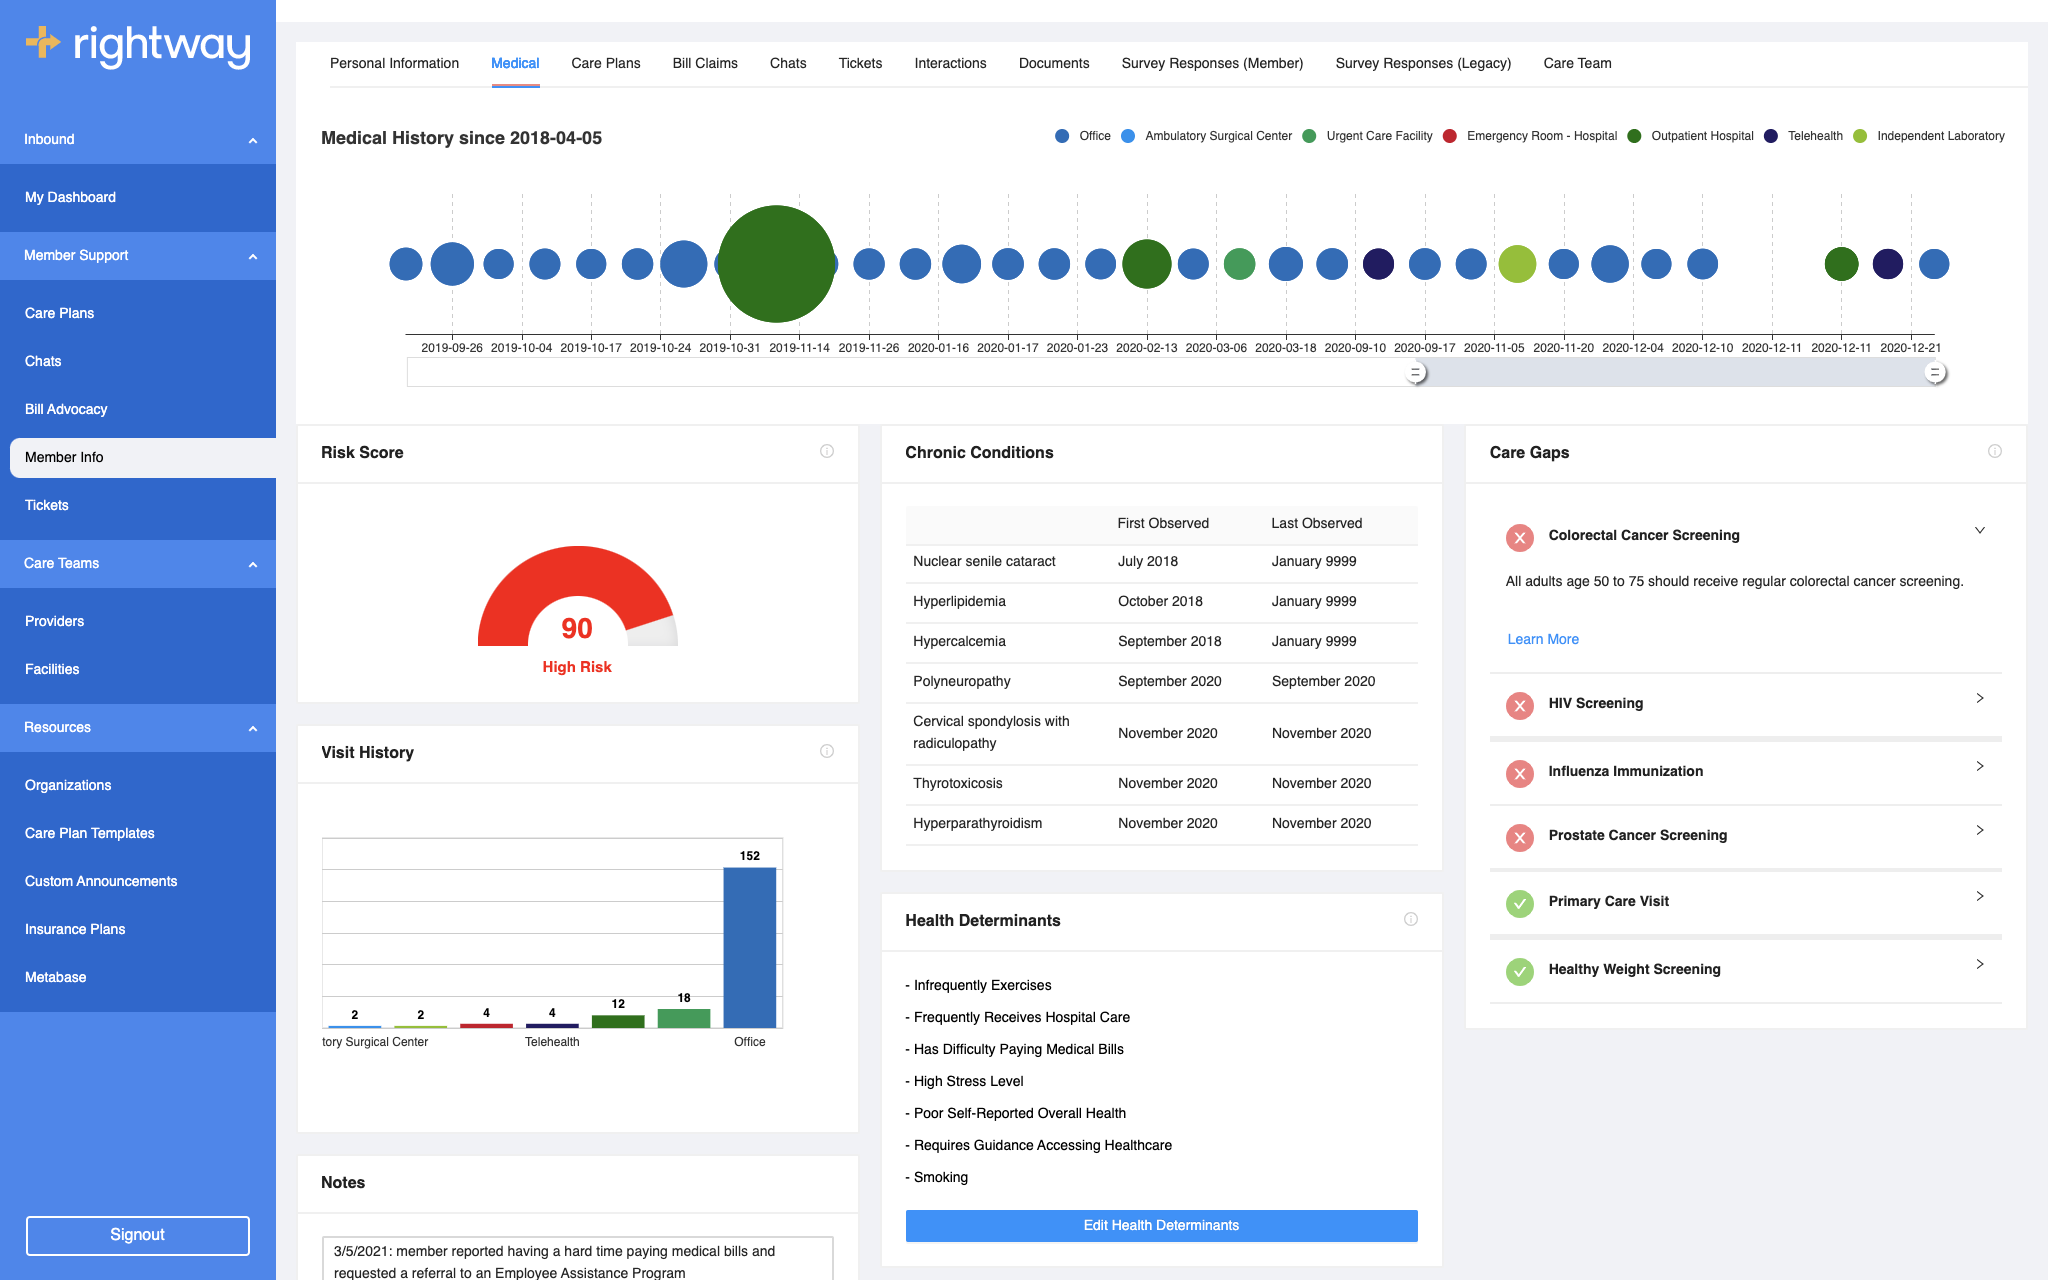 rightway
Inbound
My Dashboard
Member Support
Care Plans
Chats
Bill Advocacy
Member Info
Tickets
Care Teams
Providers
Facilities
Resources
Organizations
Care Plan Templates
Custom Announcements
Insurance Plans
Metabase
Signout
Personal Information Medical Care Plans Bill Claims Chats Tickets Interactions Documents Survey Responses (Member) Survey Responses (Legacy) Care Team
Medical History since 2018-04-05
Office Ambulatory Surgical Center Urgent Care Facility Emergency Room - Hospital Outpatient Hospital Telehealth Independent Laboratory
2019-09-26 2019-10-04 2019-10-17 2019-10-24 2019-10-31 2019-11-14 2019-11-26 2020-01-16 2020-01-17 2020-01-23 2020-02-13 2020-03-06 2020-03-18 2020-09-10 2020-09-17 2020-11-05 2020-11-20 2020-12-04 2020-12-10 2020-12-11 2020-12-11 2020-12-21
Risk Score
90
High Risk
Visit History
2 2 4 4 12 18 152
tory Surgical Center Telehealth Office
Notes
3/5/2021: member reported having a hard time paying medical bills and
requested a referral to an Employee Assistance Program
Chronic Conditions
First Observed Last Observed
Nuclear senile cataract July 2018 January 9999
Hyperlipidemia October 2018 January 9999
Hypercalcemia September 2018 January 9999
Polyneuropathy September 2020 September 2020
Cervical spondylosis with
radiculopathy November 2020 November 2020
Thyrotoxicosis November 2020 November 2020
Hyperparathyroidism November 2020 November 2020
Health Determinants
- Infrequently Exercises
- Frequently Receives Hospital Care
- Has Difficulty Paying Medical Bills
- High Stress Level
- Poor Self-Reported Overall Health
- Requires Guidance Accessing Healthcare
- Smoking
Edit Health Determinants
Care Gaps
Colorectal Cancer Screening
All adults age 50 to 75 should receive regular colorectal cancer screening.
Learn More
HIV Screening
Influenza Immunization
Prostate Cancer Screening
Primary Care Visit
Healthy Weight Screening